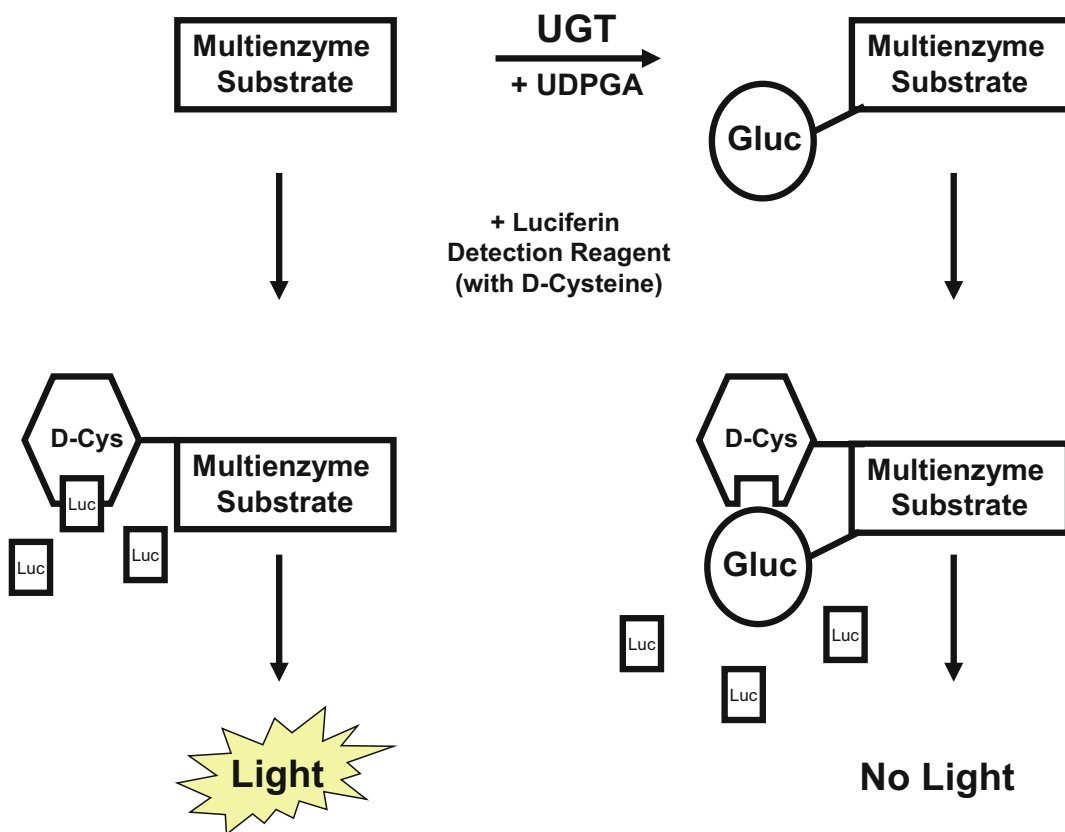 Multienzyme
Substrate
UGT
+ UDPGA
Multienzyme
Substrate
Gluc
+ Luciferin
Detection Reagent
(with D-Cysteine)
D-Cys
Multienzyme
Substrate
Luc
Luc
Luc
D-Cys
Multienzyme
Substrate
Gluc
Luc
Luc
Luc
Light
No Light